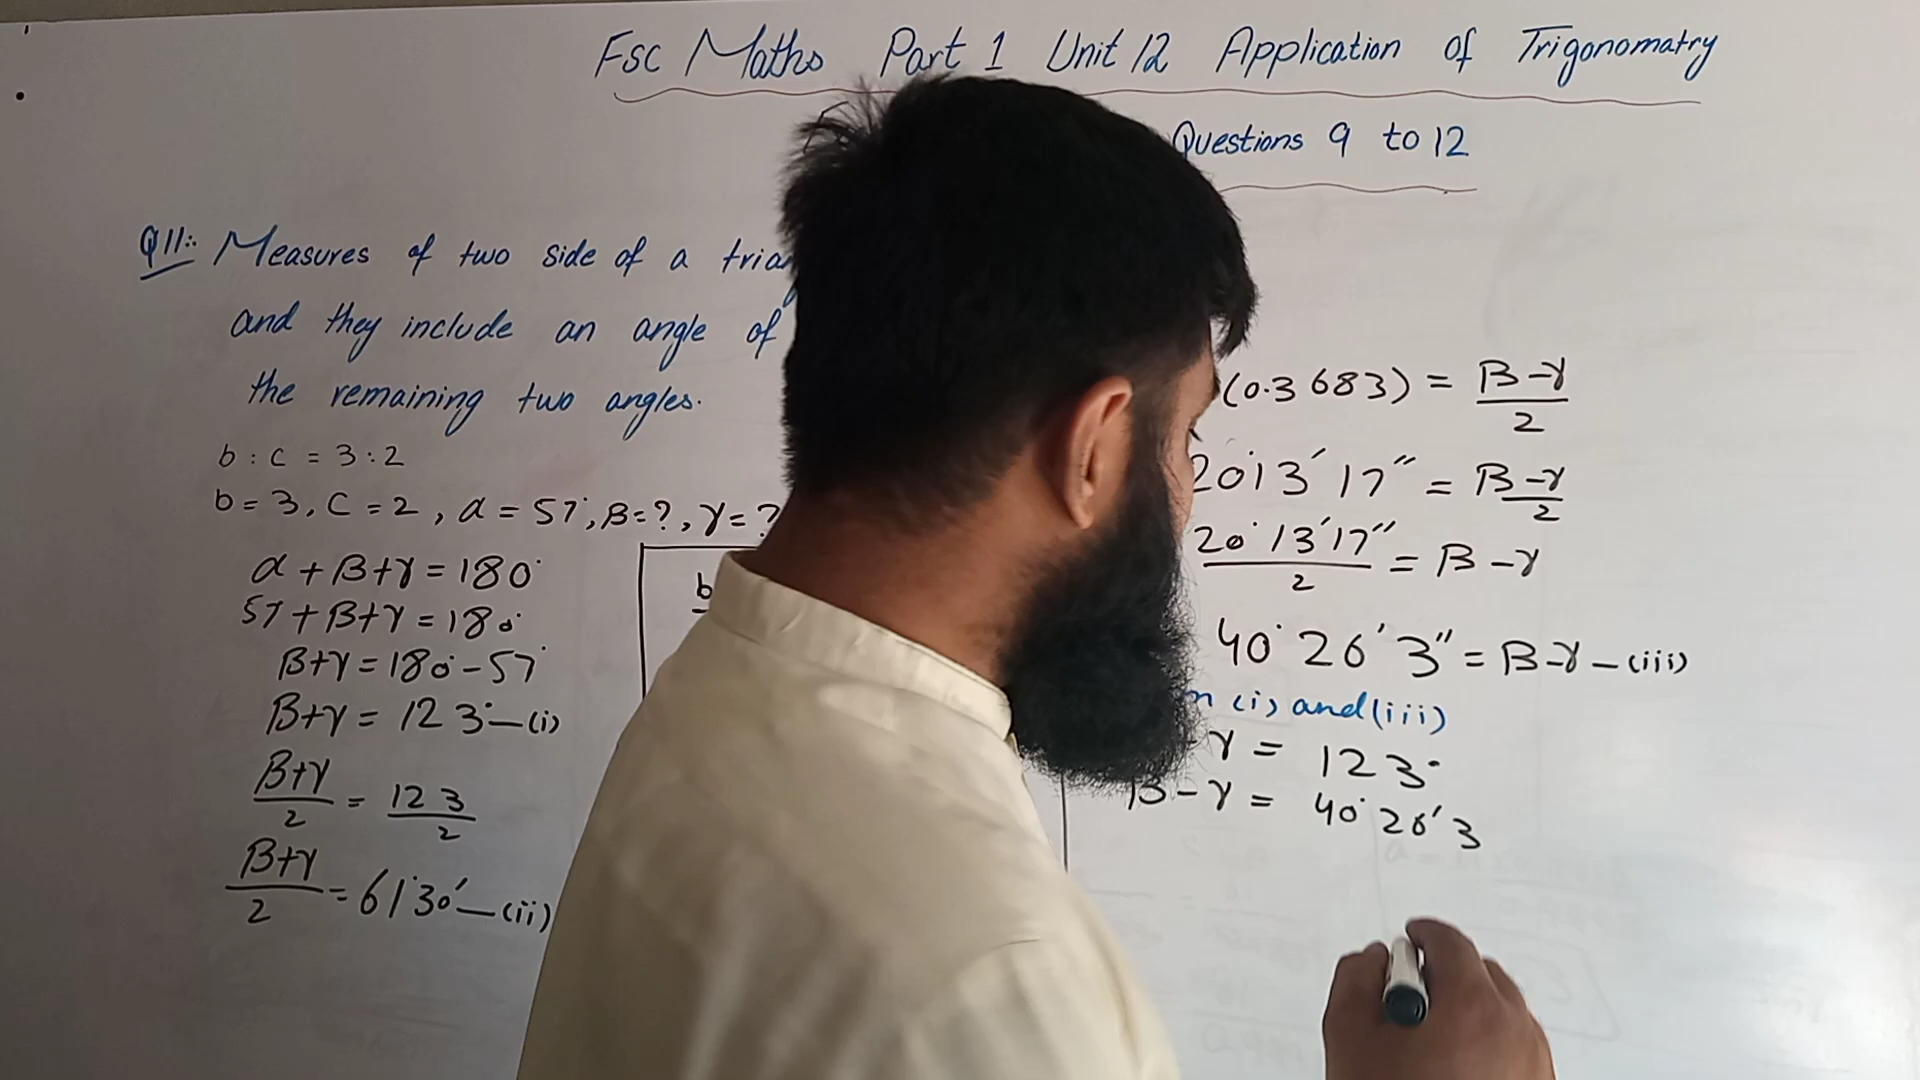 Fsc Maths Part 1 Unit 12 Application of Trigonomatry
Questions 9 to 12
Q11:- Measures of two side of a
and they include an angle of
the remaining two angles.
b : c = 3 : 2
b = 3, c = 2, α = 57°, β = ?, γ = ?
α + β + γ = 180°
57 + β + γ = 180°
β + γ = 180° - 57°
β + γ = 123° — (i)
β+γ/2 = 123/2
β+γ/2 = 61°30′ — (ii)
b
(0.3683) = β-γ/2
20°13′17″ = β-γ/2
20°13′17″/2 = β - γ
40°26′3″ = β-γ — (iii)
(i) and (iii)
γ = 123°
β - γ = 40°26′3